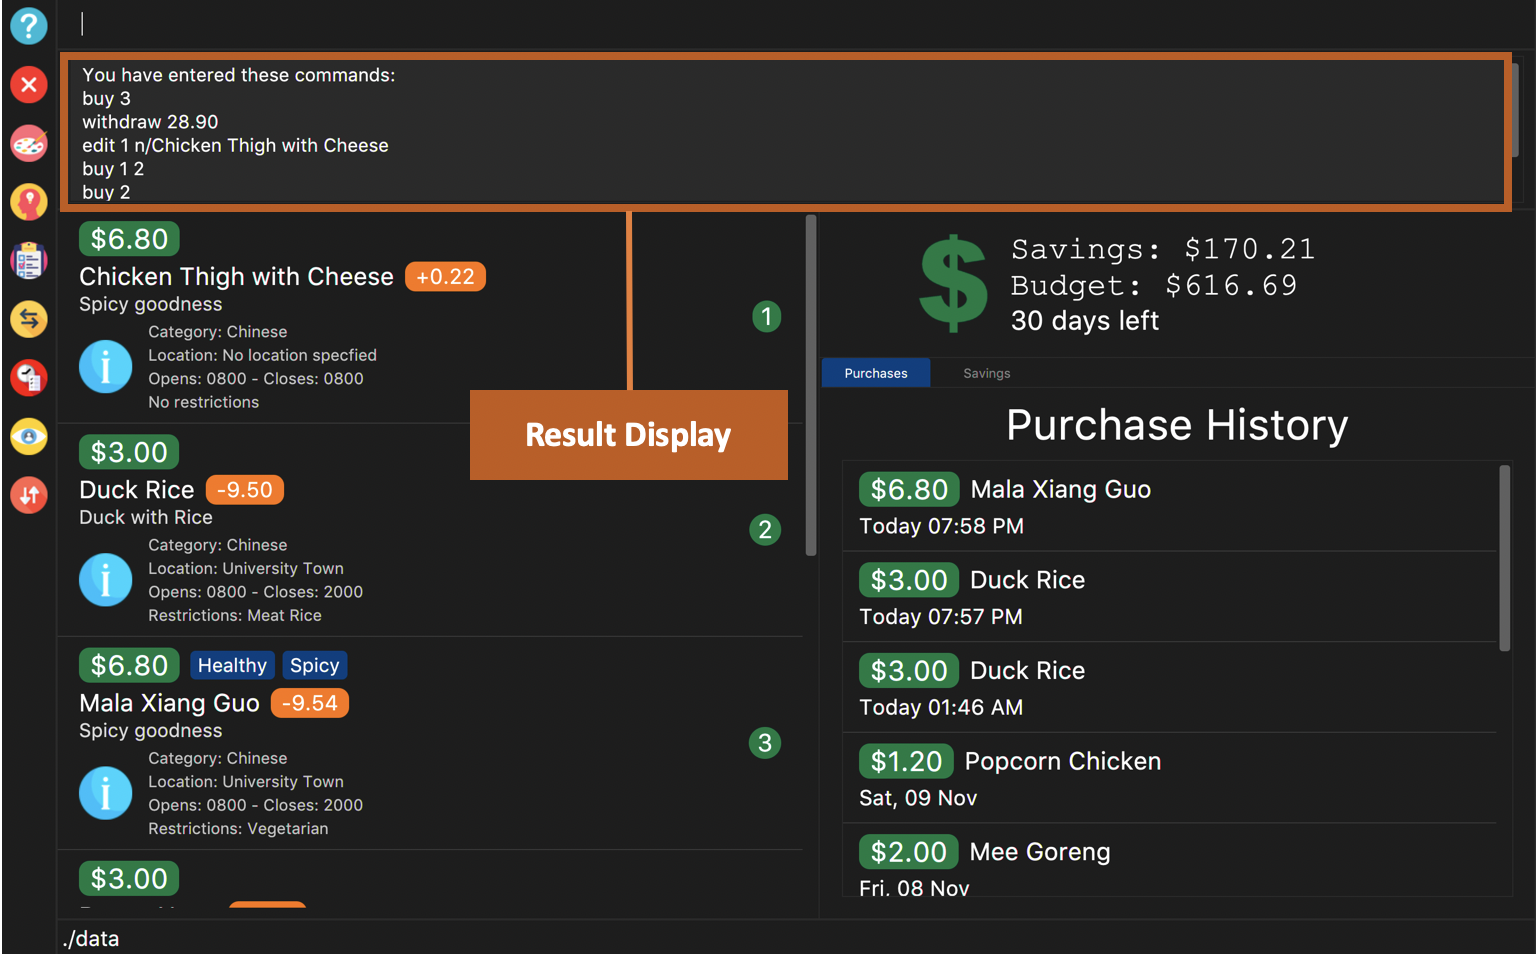 ?
You have entered these commands:
buy 3
withdraw 28.90
edit 1 n/Chicken Thigh with Cheese
buy 1 2
buy 2
$6.80
Chicken Thigh with Cheese +0.22
Spicy goodness
Category: Chinese
Location: No location specfied
Opens: 0800 - Closes: 0800
No restrictions
1
Result Display
$3.00
Duck Rice -9.50
Duck with Rice
Category: Chinese
Location: University Town
Opens: 0800 - Closes: 2000
Restrictions: Meat Rice
2
$6.80 Healthy Spicy
Mala Xiang Guo -9.54
Spicy goodness
Category: Chinese
Location: University Town
Opens: 0800 - Closes: 2000
Restrictions: Vegetarian
3
$3.00
$ Savings: $170.21
Budget: $616.69
30 days left
Purchases Savings
Purchase History
$6.80 Mala Xiang Guo
Today 07:58 PM
$3.00 Duck Rice
Today 07:57 PM
$3.00 Duck Rice
Today 01:46 AM
$1.20 Popcorn Chicken
Sat, 09 Nov
$2.00 Mee Goreng
Fri, 08 Nov
./data